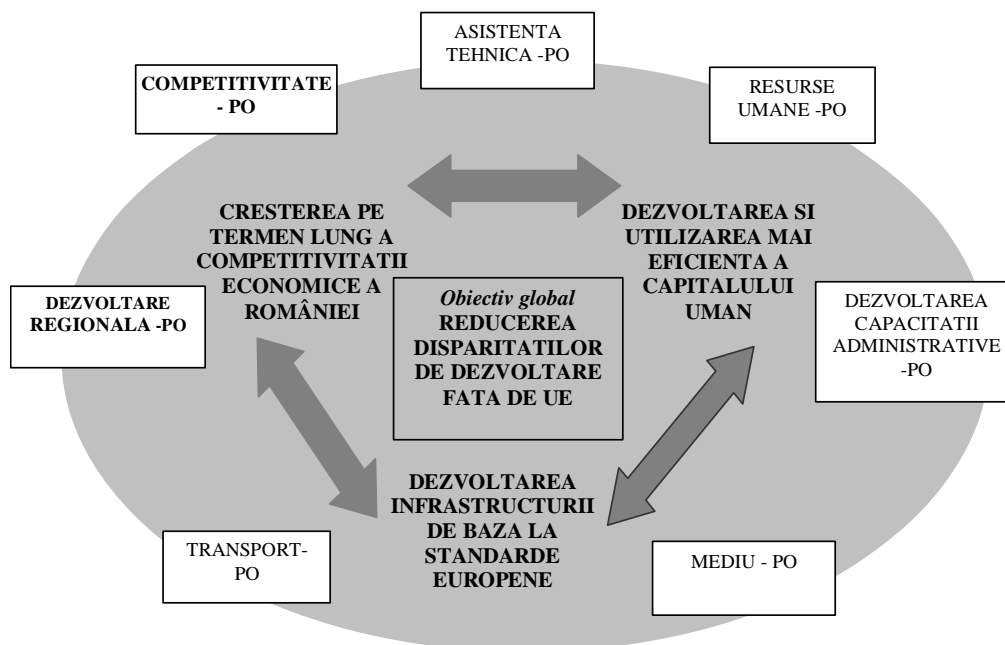 ASISTENTA
TEHNICA -PO
COMPETITIVITATE
- PO
RESURSE
UMANE -PO
CRESTEREA PE
TERMEN LUNG A
COMPETITIVITATII
ECONOMICE A
ROMÂNIEI
DEZVOLTAREA SI
UTILIZAREA MAI
EFICIENTA A
CAPITALULUI
UMAN
DEZVOLTARE
REGIONALA -PO
Obiectiv global
REDUCEREA
DISPARITATILOR
DE DEZVOLTARE
FATA DE UE
DEZVOLTAREA
CAPACITATII
ADMINISTRATIVE
-PO
DEZVOLTAREA
INFRASTRUCTURII
DE BAZA LA
STANDARDE
EUROPENE
TRANSPORT-
PO
MEDIU - PO